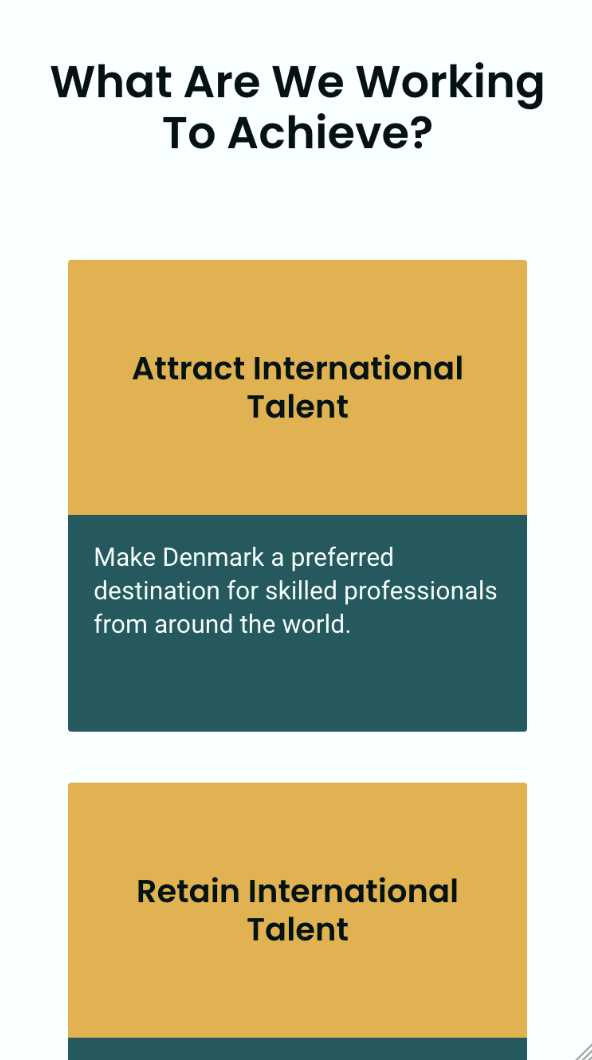 What Are We Working
To Achieve?
Attract International
Talent
Make Denmark a preferred
destination for skilled professionals
from around the world.
Retain International
Talent